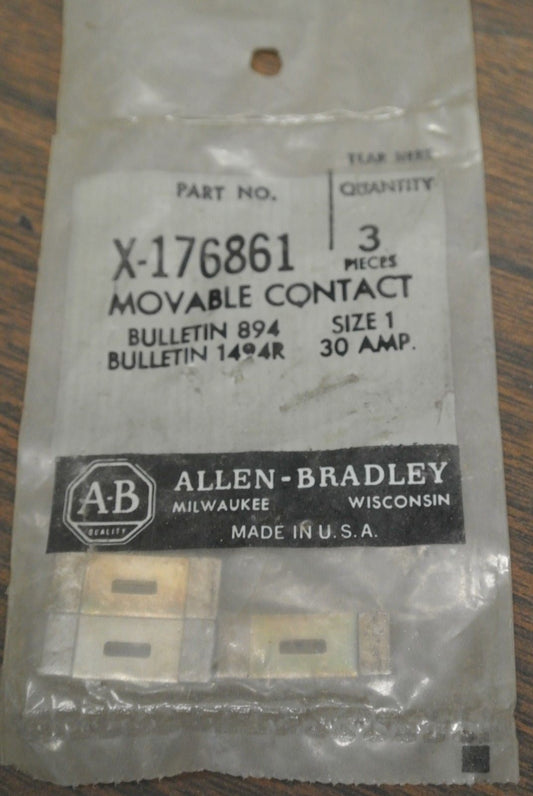 TEAR HERE
PART NO.
QUANTITY
X-176861
3
PIECES
MOVABLE CONTACT
BULLETIN 894 SIZE 1
BULLETIN 1494R 30 AMP.
A-B
QUALITY
ALLEN-BRADLEY
MILWAUKEE WISCONSIN
MADE IN U.S.A.